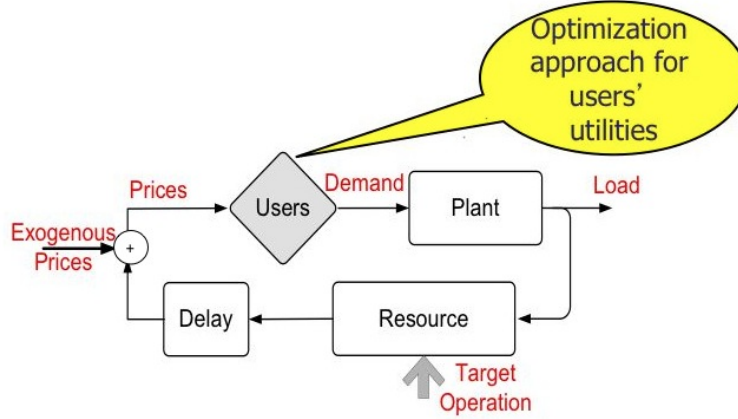 Optimization
approach for
users’
utilities
Prices
Users
Demand
Plant
Load
Exogenous
Prices
+
Delay
Resource
Target
Operation